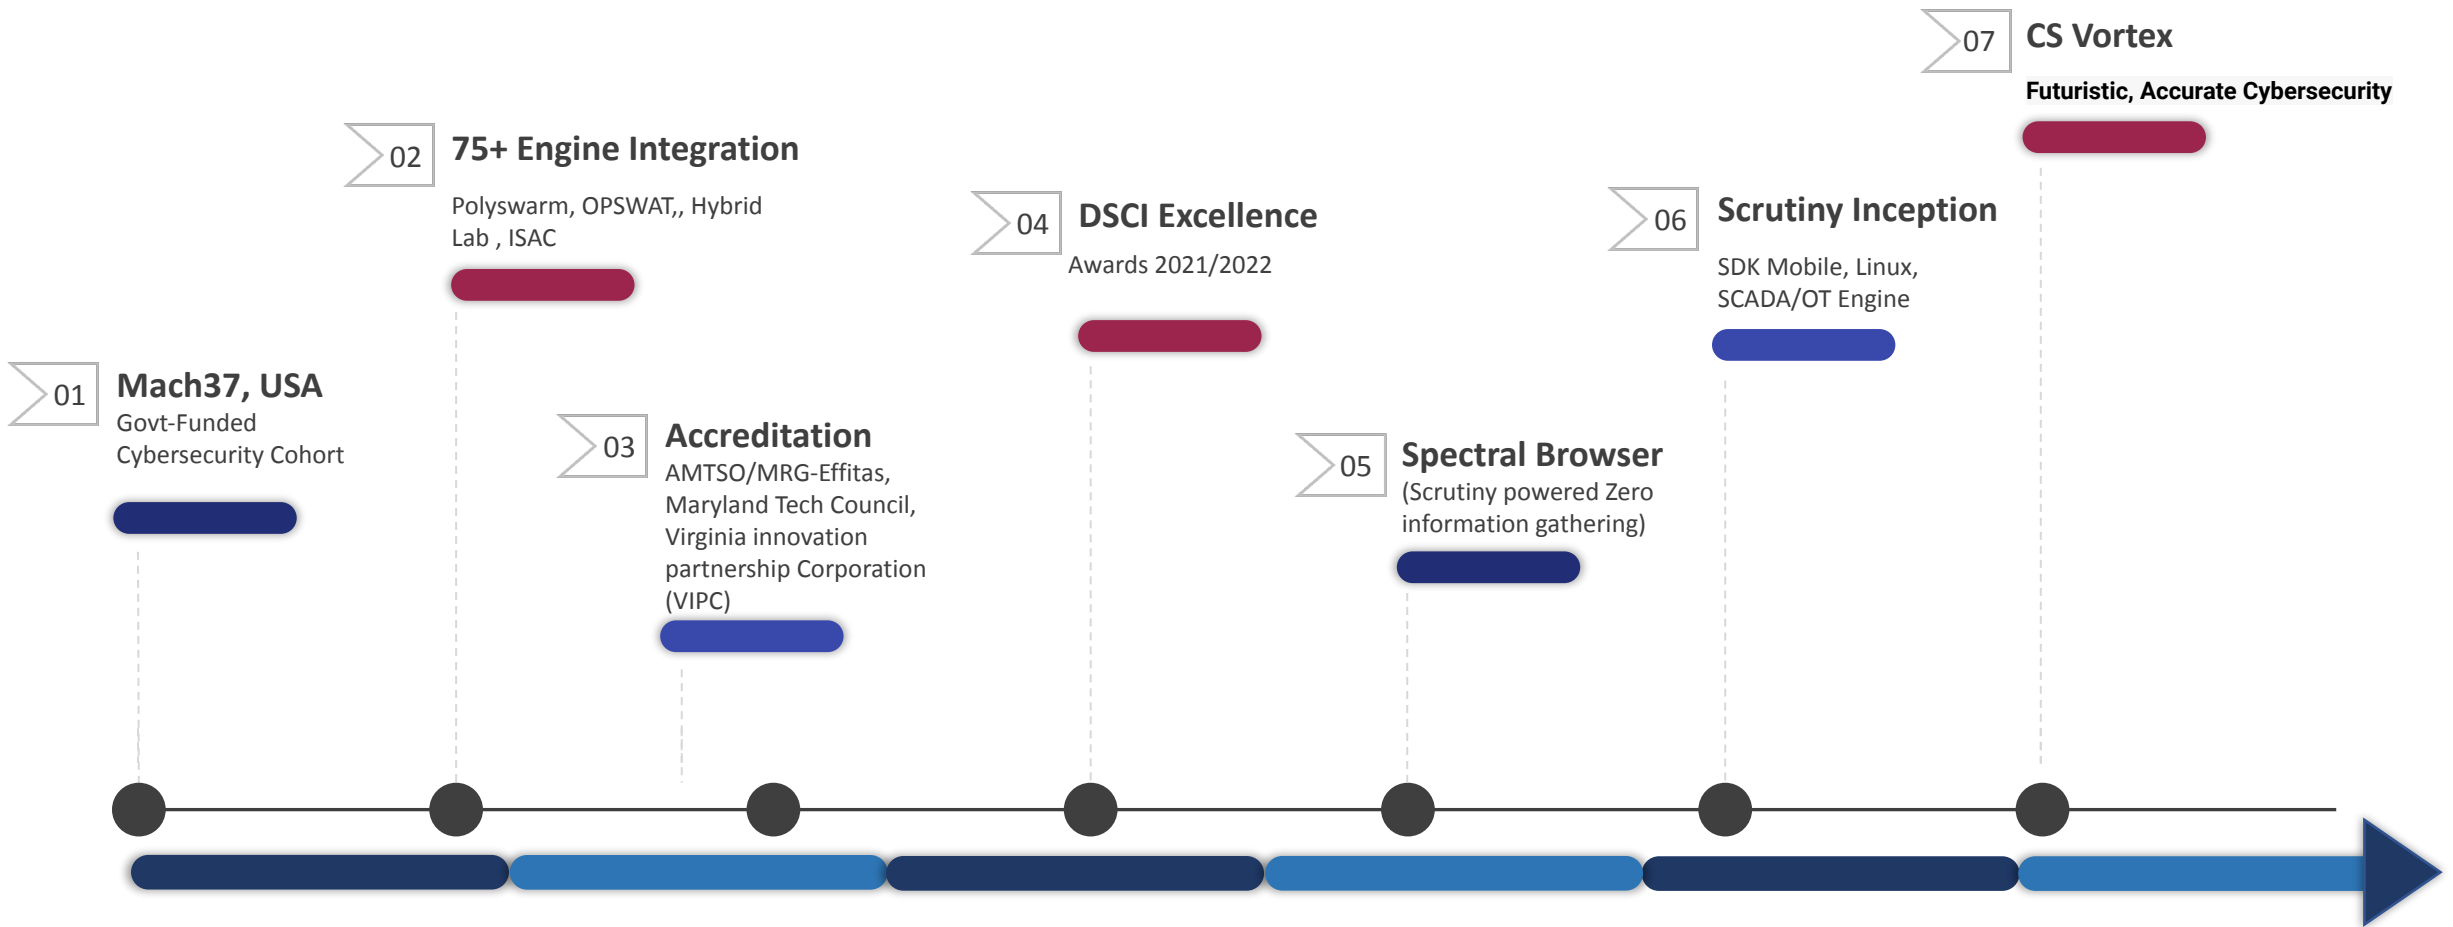 01
Mach37, USA
Govt-Funded
Cybersecurity Cohort
02
75+ Engine Integration
Polyswarm, OPSWAT,, Hybrid
Lab , ISAC
03
Accreditation
AMTSO/MRG-Effitas,
Maryland Tech Council,
Virginia innovation
partnership Corporation
(VIPC)
04
DSCI Excellence
Awards 2021/2022
05
Spectral Browser
(Scrutiny powered Zero
information gathering)
06
Scrutiny Inception
SDK Mobile, Linux,
SCADA/OT Engine
07
CS Vortex
Futuristic, Accurate Cybersecurity